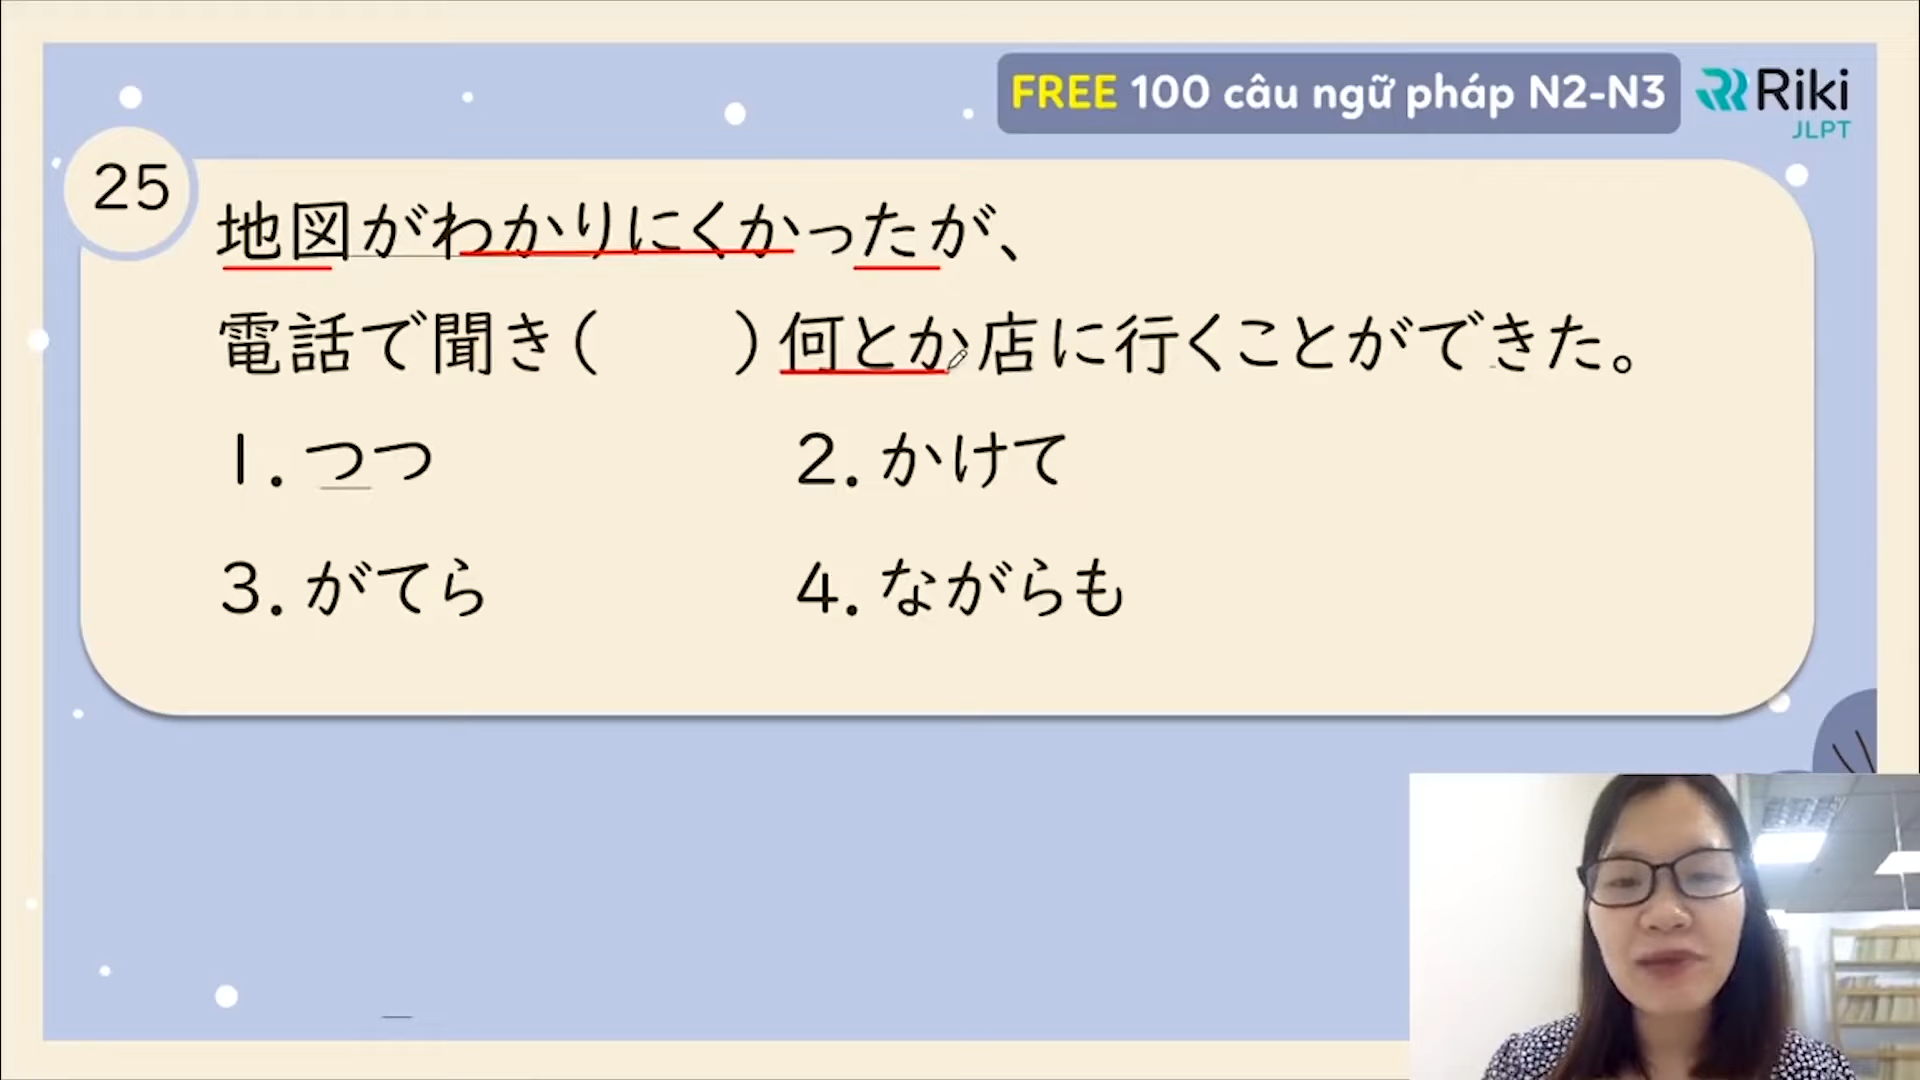 FREE 100 câu ngữ pháp N2-N3
Riki
JLPT
25
地図がわかりにくかったが、
電話で聞き( )何とか店に行くことができた。
1. つつ
2. かけて
3. がてら
4. ながらも